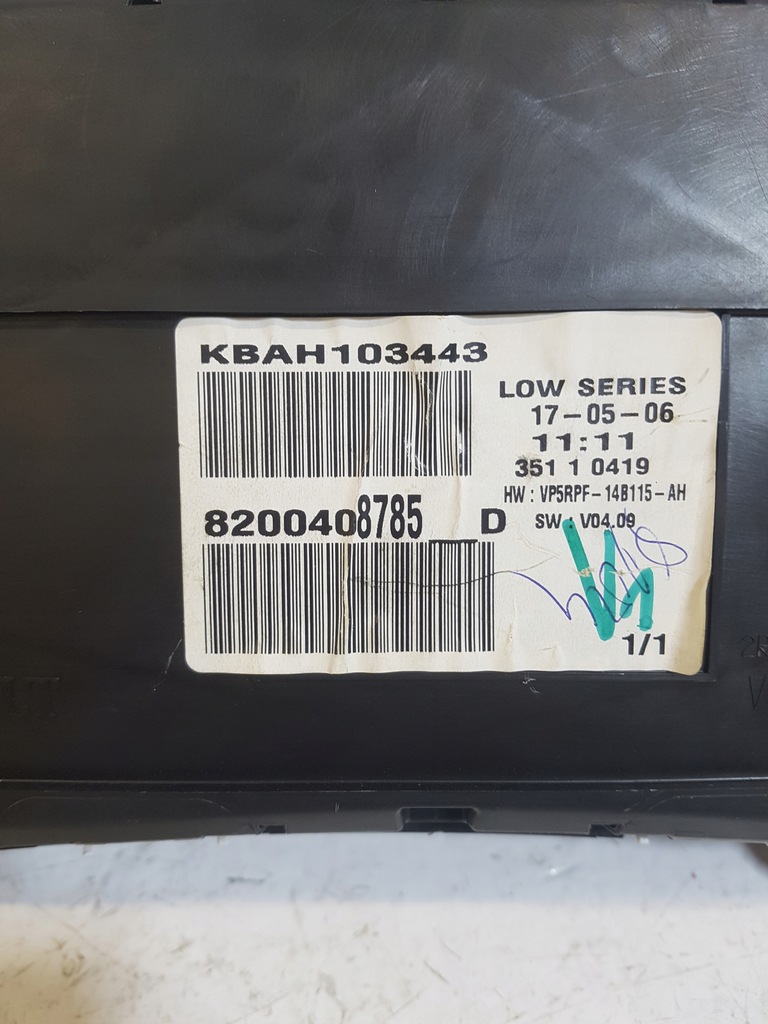 KBAH103443
LOW SERIES
17-05-06
11:11
351 1 0419
HW : VP5RPF-14B115-AH
8200408785__D
SW : V04.09
1/1